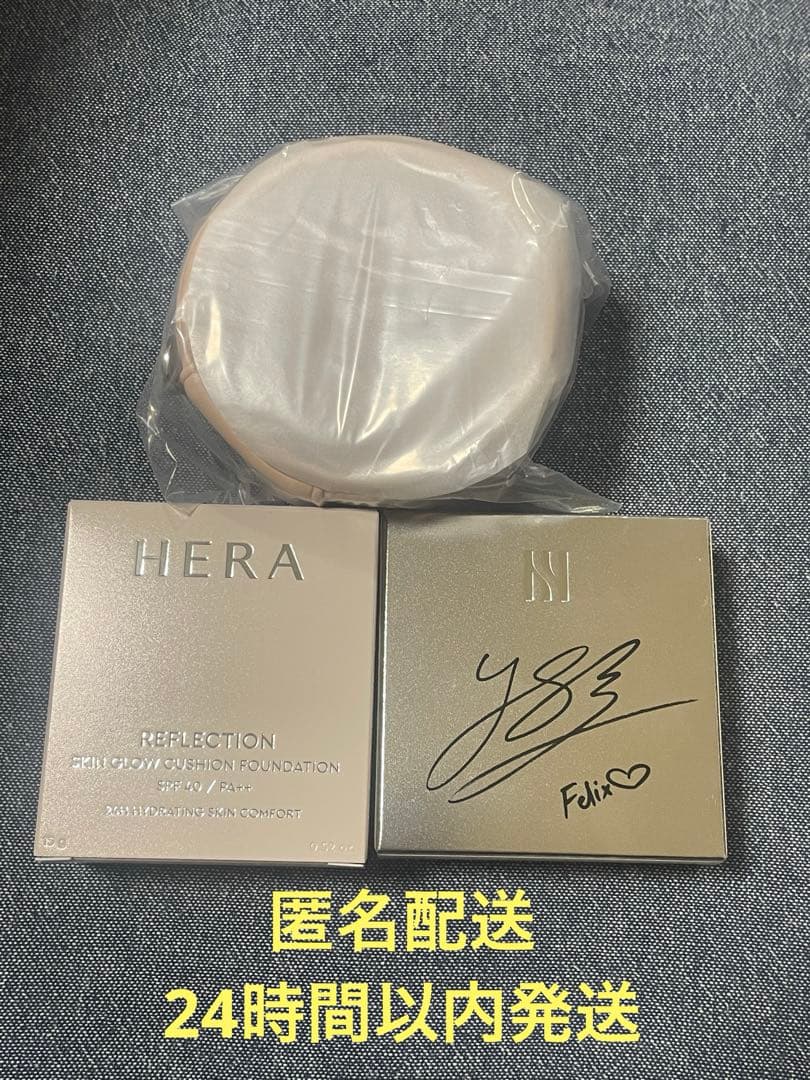 HERA
REFLECTION
SKIN GLOW CUSHION FOUNDATION
SPF 40 / PA++
24H HYDRATING SKIN COMFORT
15 g
Felix♡
匿名配送
24時間以内発送